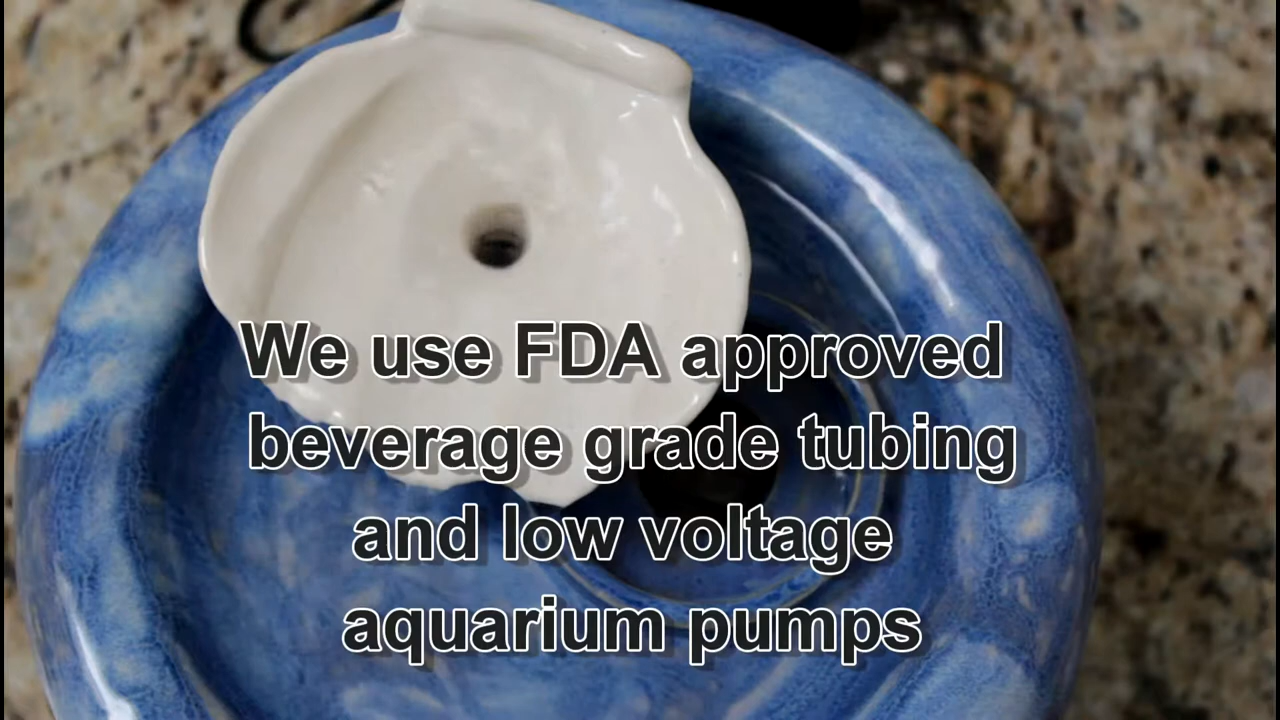 We use FDA approved
beverage grade tubing
and low voltage
aquarium pumps